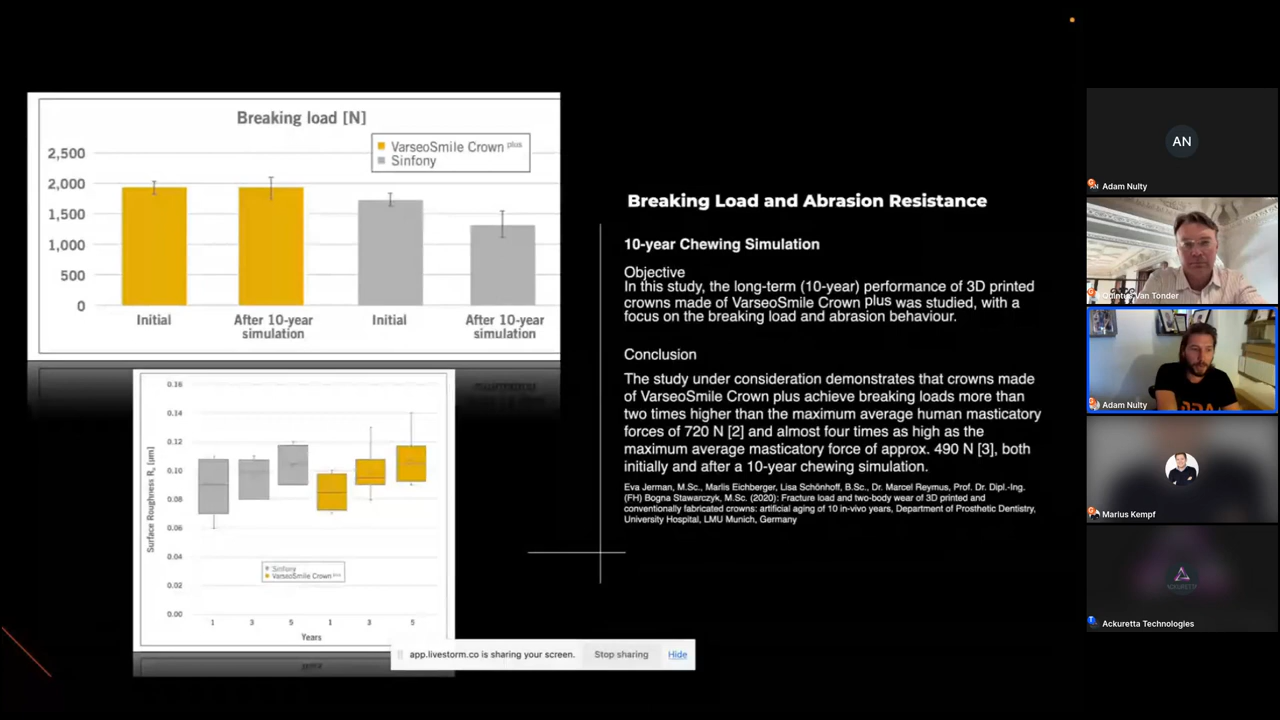 Breaking load [N]
VarseoSmile Crown plus
Sinfony
2,500
2,000
1,500
1,000
500
0
Initial
After 10-year
simulation
Initial
After 10-year
simulation
0.16
0.14
0.12
0.10
0.08
0.06
0.04
0.02
0.00
Surface Roughness Ra [µm]
Sinfony
VarseoSmile Crown plus
1 3 5 1 3 5
Years
Breaking Load and Abrasion Resistance
10-year Chewing Simulation
Objective
In this study, the long-term (10-year) performance of 3D printed
crowns made of VarseoSmile Crown plus was studied, with a
focus on the breaking load and abrasion behaviour.
Conclusion
The study under consideration demonstrates that crowns made
of VarseoSmile Crown plus achieve breaking loads more than
two times higher than the maximum average human masticatory
forces of 720 N [2] and almost four times as high as the
maximum average masticatory force of approx. 490 N [3], both
initially and after a 10-year chewing simulation.
Eva Jerman, M.Sc., Marlis Eichberger, Lisa Schönhoff, B.Sc., Dr. Marcel Reymus, Prof. Dr. Dipl.-Ing.
(FH) Bogna Stawarczyk, M.Sc. (2020): Fracture load and two-body wear of 3D printed and
conventionally fabricated crowns: artificial aging of 10 in-vivo years, Department of Prosthetic Dentistry,
University Hospital, LMU Munich, Germany
app.livestorm.co is sharing your screen.
Stop sharing
Hide
AN
Adam Nulty
Van Tonder
Adam Nulty
Marius Kempf
Ackuretta Technologies